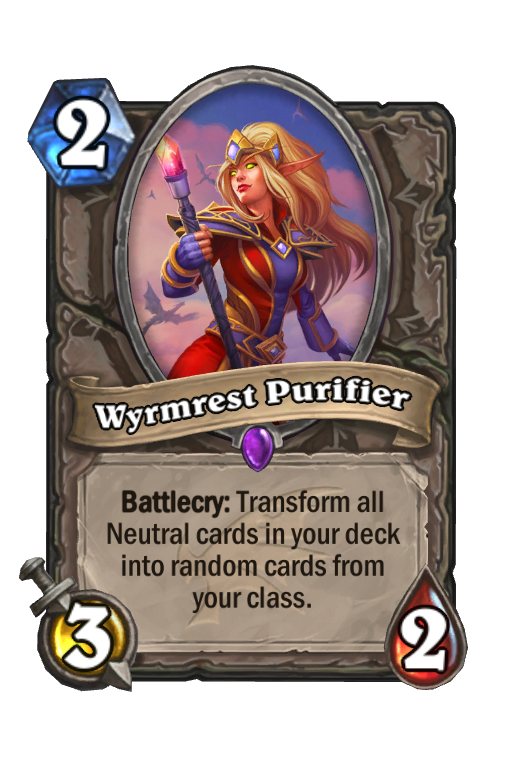 2
Wyrmrest Purifier
Battlecry: Transform all
Neutral cards in your deck
into random cards from
your class.
3
2